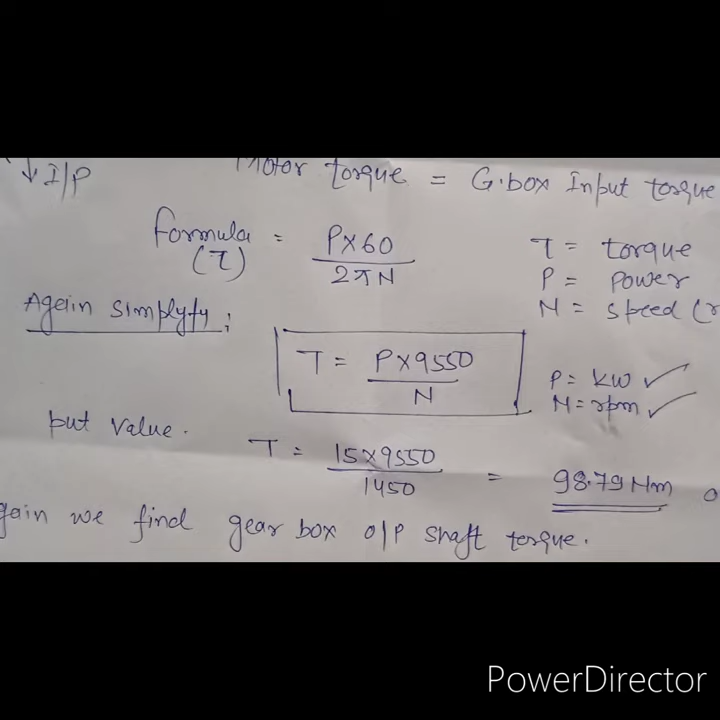 ↓ I/P Motor torque = G.box Input torque
Formula (T) = P×60 / 2πN
T = torque
P = Power
N = Speed (
Again Simplyfy;
T = P×9550 / N
P = kW ✓
N = rpm ✓
put value.
T = 15×9550 / 1450 = 98.79 Nm
gain we find gear box o/P shaft torque.
PowerDirector